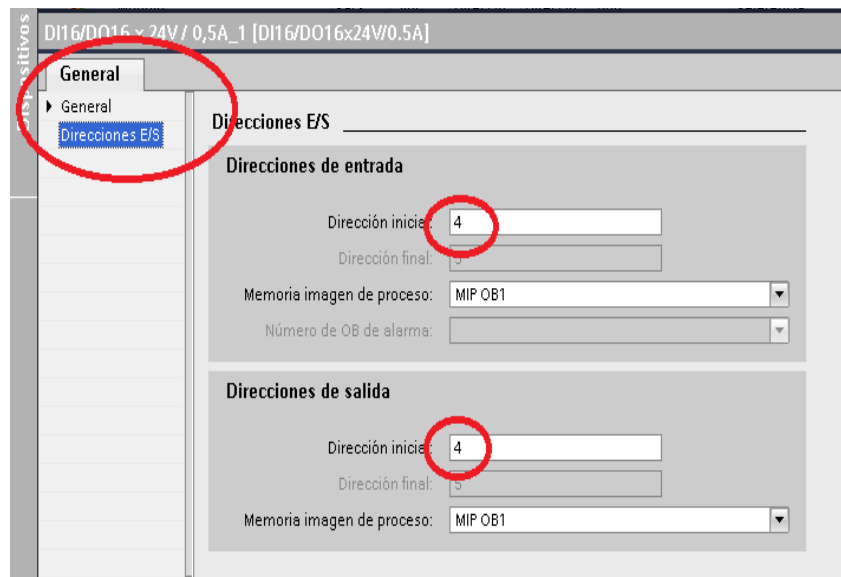 Dispositivos
DI16/DO16 x 24V / 0,5A_1 [DI16/DO16x24V/0.5A]
General
General
Direcciones E/S
Direcciones E/S
Direcciones de entrada
Dirección inicial: 4
Dirección final: 5
Memoria imagen de proceso: MIP OB1
Número de OB de alarma:
Direcciones de salida
Dirección inicial: 4
Dirección final: 5
Memoria imagen de proceso: MIP OB1